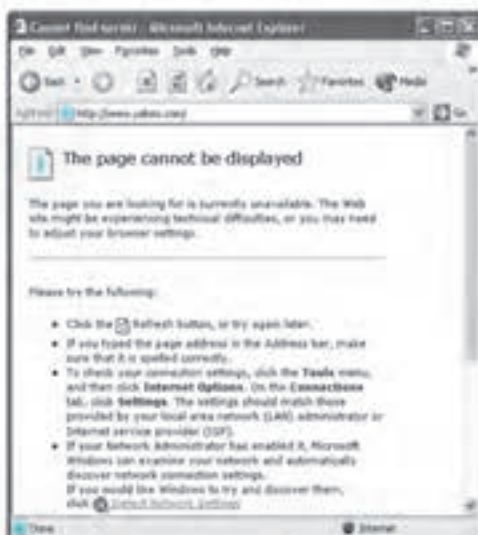 Cannot find server - Microsoft Internet Explorer
File Edit View Favorites Tools Help
Back Search Favorites Media
Address http://www.yahoo.com/ Go
The page cannot be displayed
The page you are looking for is currently unavailable. The Web
site might be experiencing technical difficulties, or you may need
to adjust your browser settings.
Please try the following:
• Click the Refresh button, or try again later.
• If you typed the page address in the Address bar, make
sure that it is spelled correctly.
• To check your connection settings, click the Tools menu,
and then click Internet Options. On the Connections
tab, click Settings. The settings should match those
provided by your local area network (LAN) administrator or
Internet service provider (ISP).
• If your Network Administrator has enabled it, Microsoft
Windows can examine your network and automatically
discover network connection settings.
If you would like Windows to try and discover them,
click Detect Network Settings
Done Internet